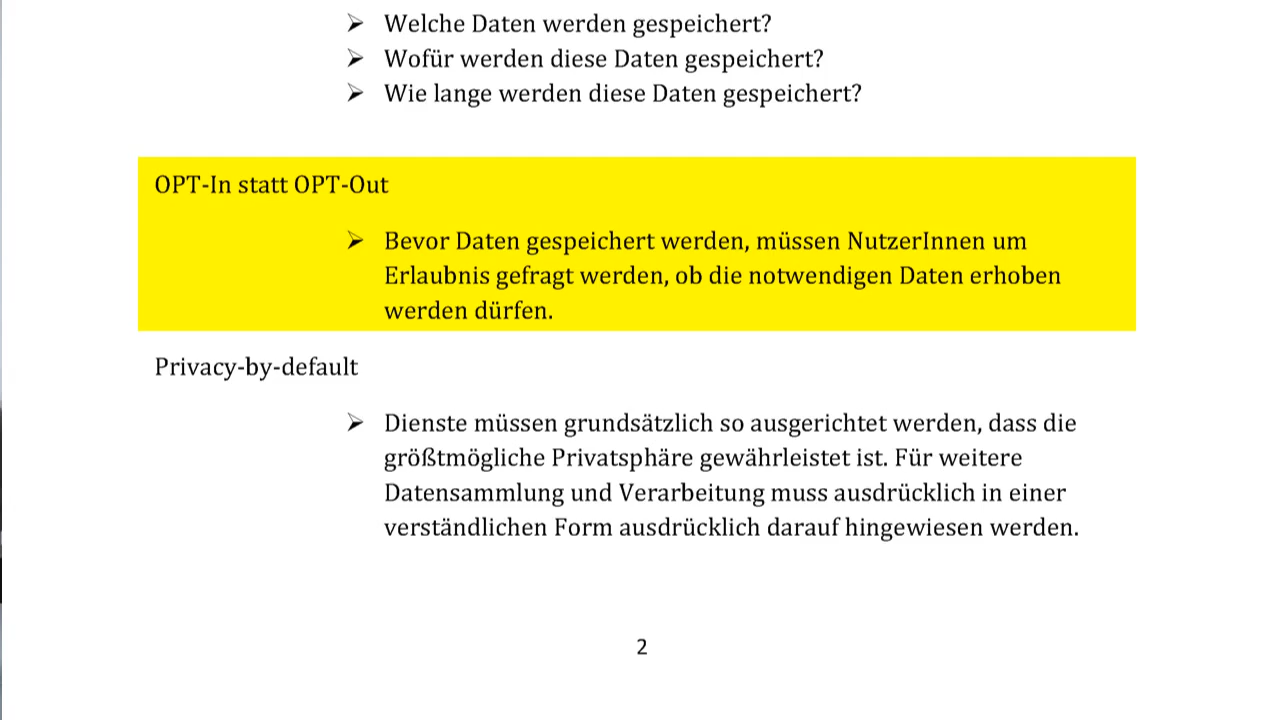 ➢ Welche Daten werden gespeichert?
➢ Wofür werden diese Daten gespeichert?
➢ Wie lange werden diese Daten gespeichert?
OPT-In statt OPT-Out
➢ Bevor Daten gespeichert werden, müssen NutzerInnen um
Erlaubnis gefragt werden, ob die notwendigen Daten erhoben
werden dürfen.
Privacy-by-default
➢ Dienste müssen grundsätzlich so ausgerichtet werden, dass die
größtmögliche Privatsphäre gewährleistet ist. Für weitere
Datensammlung und Verarbeitung muss ausdrücklich in einer
verständlichen Form ausdrücklich darauf hingewiesen werden.
2